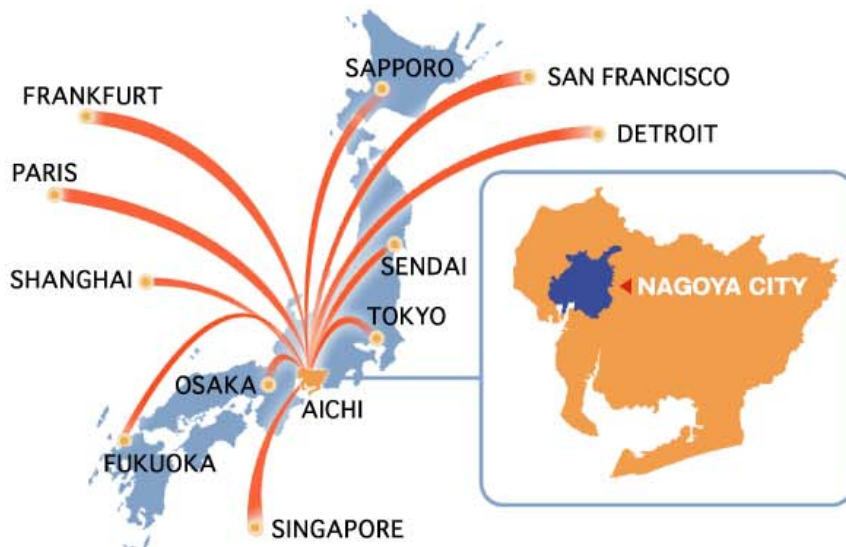 SAPPORO
SAN FRANCISCO
FRANKFURT
DETROIT
PARIS
SENDAI
SHANGHAI
NAGOYA CITY
TOKYO
OSAKA
AICHI
FUKUOKA
SINGAPORE